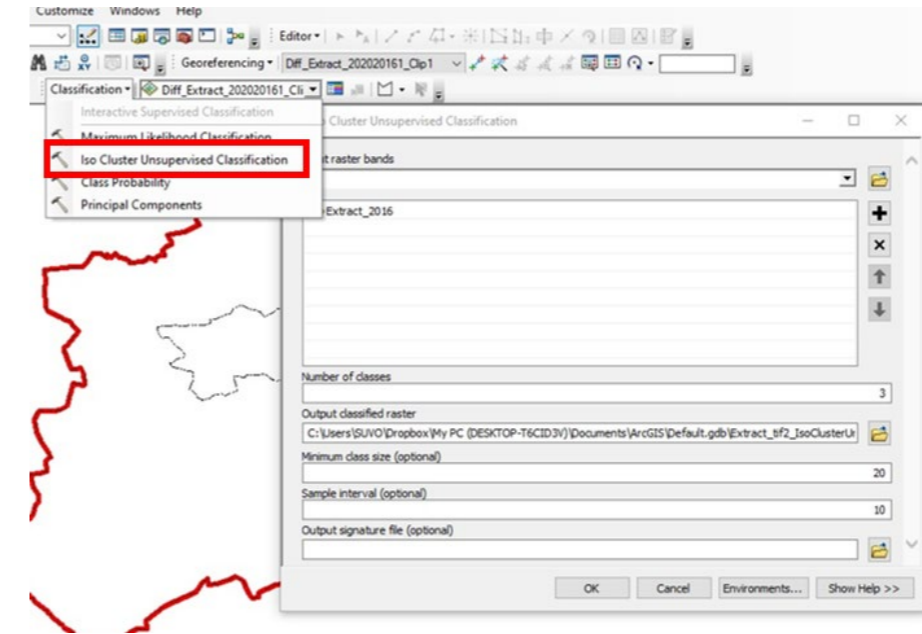 Customize Windows Help
Editor
Georeferencing Diff_Extract_202020161_Clip1
Classification Diff_Extract_202020161_Cli
Interactive Supervised Classification
Maximum Likelihood Classification
Iso Cluster Unsupervised Classification
Class Probability
Principal Components
Cluster Unsupervised Classification
raster bands
Extract_2016
Number of classes
3
Output classified raster
C:\Users\SUVO\Dropbox\My PC (DESKTOP-T6CID3V)\Documents\ArcGIS\Default.gdb\Extract_tif2_IsoClusterUr
Minimum class size (optional)
20
Sample interval (optional)
10
Output signature file (optional)
OK Cancel Environments... Show Help >>